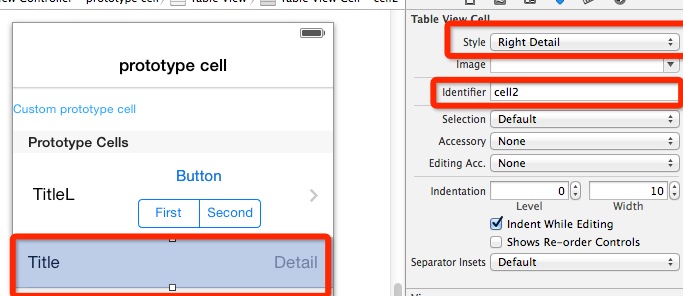 View Controller – prototype cell
Table View
Table View Cell – cell2
prototype cell
Custom prototype cell
Prototype Cells
Button
TitleL
First
Second
Title
Detail
Table View Cell
Style
Right Detail
Image
Identifier
cell2
Selection
Default
Accessory
None
Editing Acc.
None
Indentation
0
10
Level
Width
Indent While Editing
Shows Re-order Controls
Separator Insets
Default